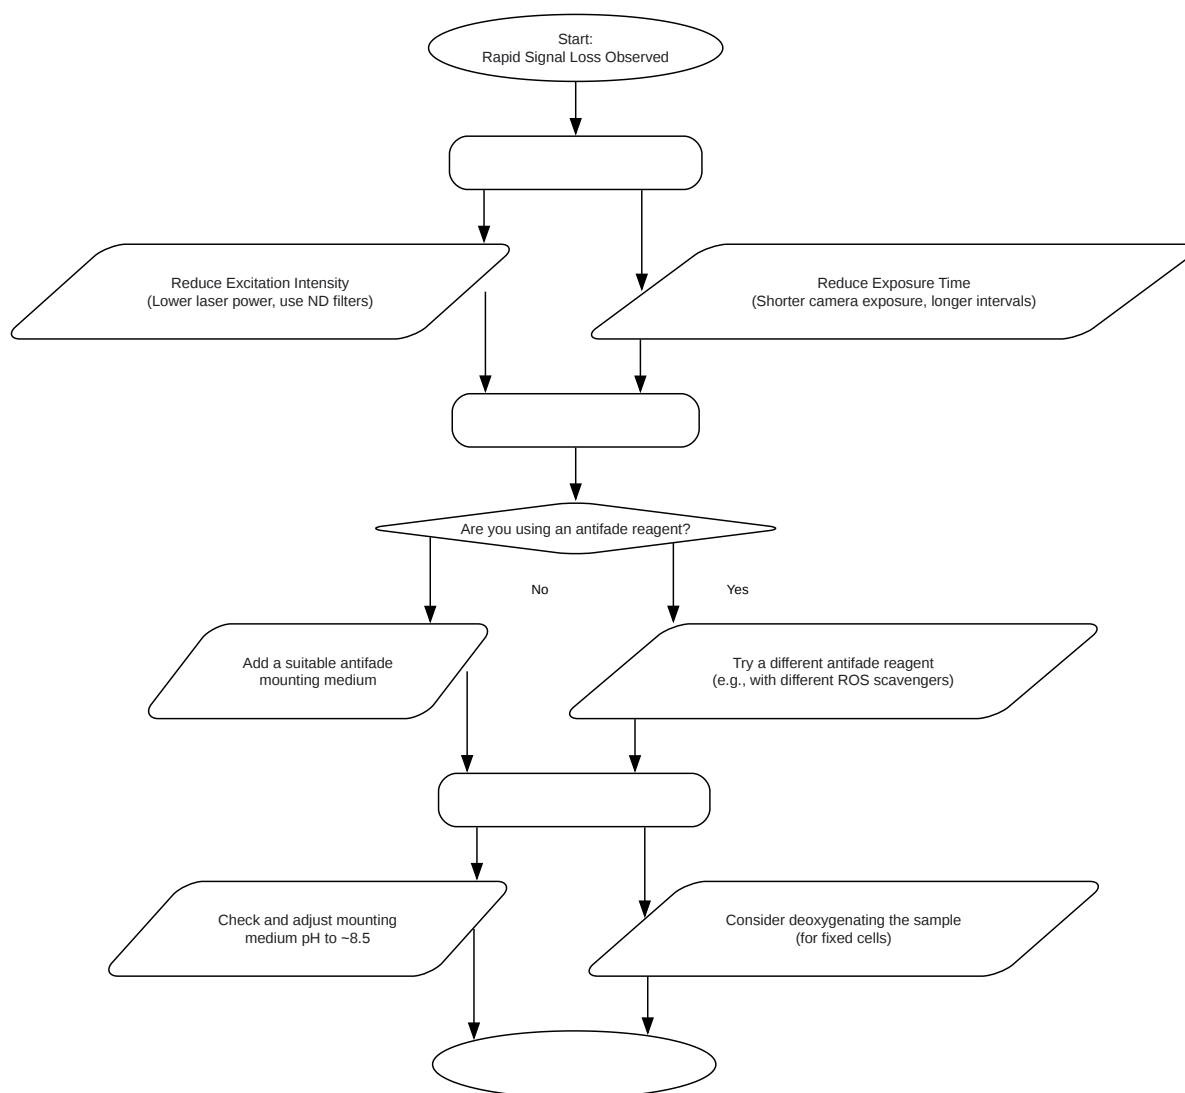 Start:
Rapid Signal Loss Observed
Reduce Excitation Intensity
(Lower laser power, use ND filters)
Reduce Exposure Time
(Shorter camera exposure, longer intervals)
Are you using an antifade reagent?
No
Yes
Add a suitable antifade
mounting medium
Try a different antifade reagent
(e.g., with different ROS scavengers)
Check and adjust mounting
medium pH to ~8.5
Consider deoxygenating the sample
(for fixed cells)